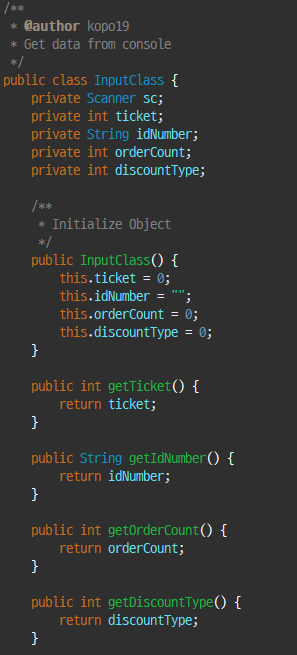 /**
 * @author kopo19
 * Get data from console
 */
public class InputClass {
    private Scanner sc;
    private int ticket;
    private String idNumber;
    private int orderCount;
    private int discountType;

    /**
     * Initialize Object
     */
    public InputClass() {
        this.ticket = 0;
        this.idNumber = "";
        this.orderCount = 0;
        this.discountType = 0;
    }

    public int getTicket() {
        return ticket;
    }

    public String getIdNumber() {
        return idNumber;
    }

    public int getOrderCount() {
        return orderCount;
    }

    public int getDiscountType() {
        return discountType;
    }